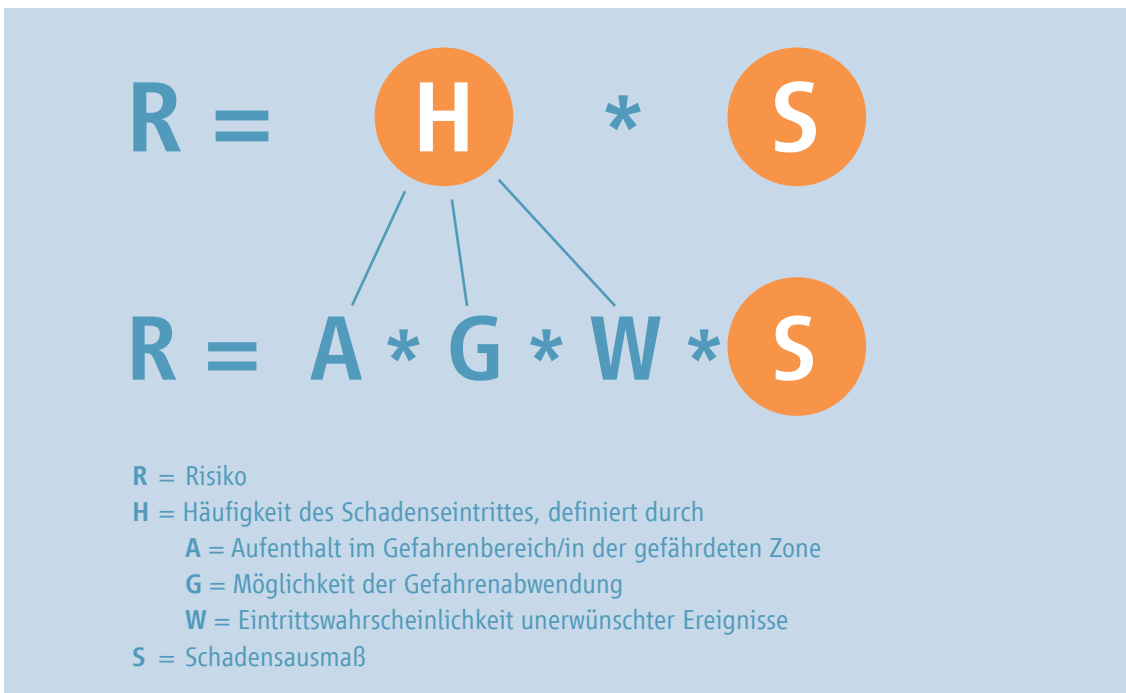 R = H * S
R = A * G * W * S
R = Risiko
H = Häufigkeit des Schadenseintrittes, definiert durch
A = Aufenthalt im Gefahrenbereich/in der gefährdeten Zone
G = Möglichkeit der Gefahrenabwendung
W = Eintrittswahrscheinlichkeit unerwünschter Ereignisse
S = Schadensausmaß